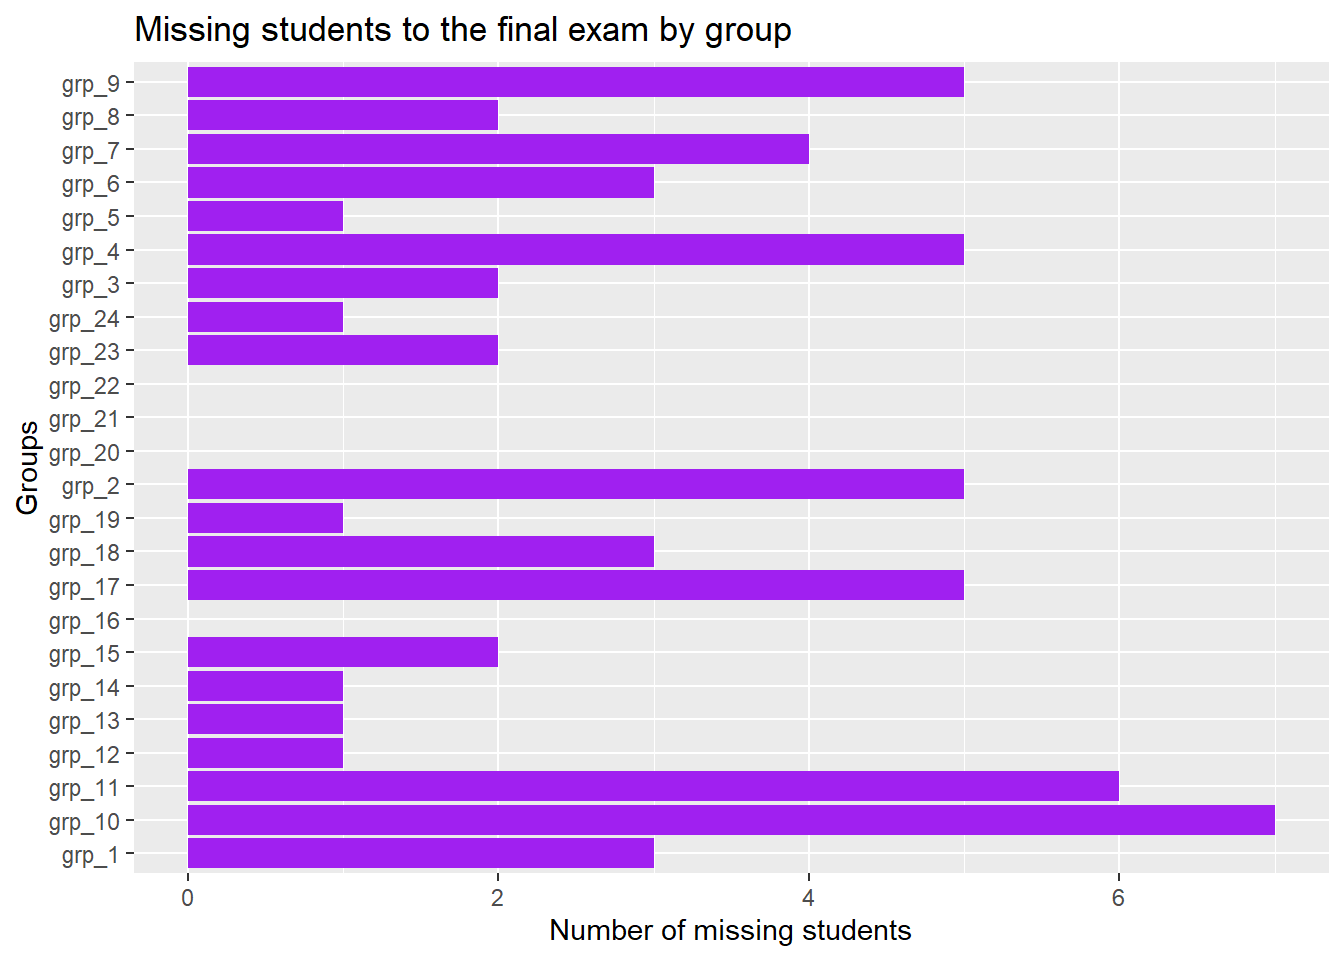 Missing students to the final exam by group
grp_9
grp_8
grp_7
grp_6
grp_5
grp_4
grp_3
grp_24
grp_23
grp_22
grp_21
grp_20
grp_2
grp_19
grp_18
grp_17
grp_16
grp_15
grp_14
grp_13
grp_12
grp_11
grp_10
grp_1
Groups
0 2 4 6
Number of missing students